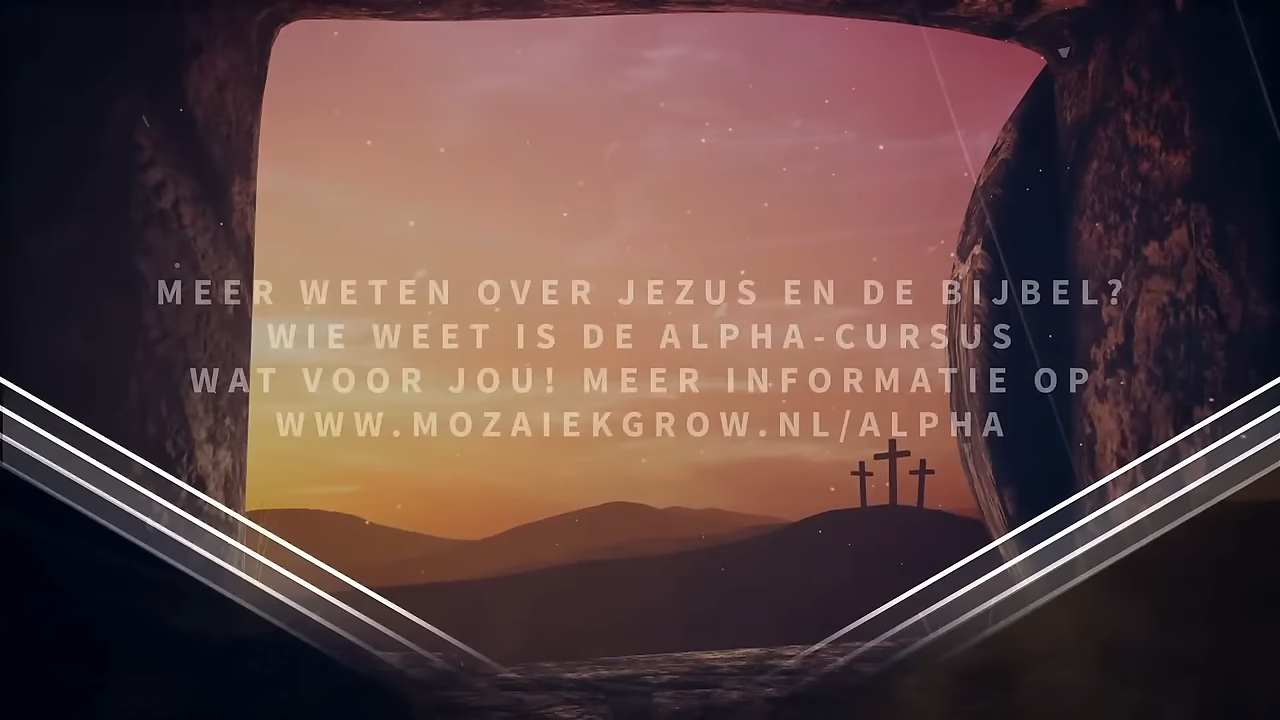 MEER WETEN OVER JEZUS EN DE BIJBEL?
WIE WEET IS DE ALPHA-CURSUS
WAT VOOR JOU! MEER INFORMATIE OP
WWW.MOZAIEKGROW.NL/ALPHA